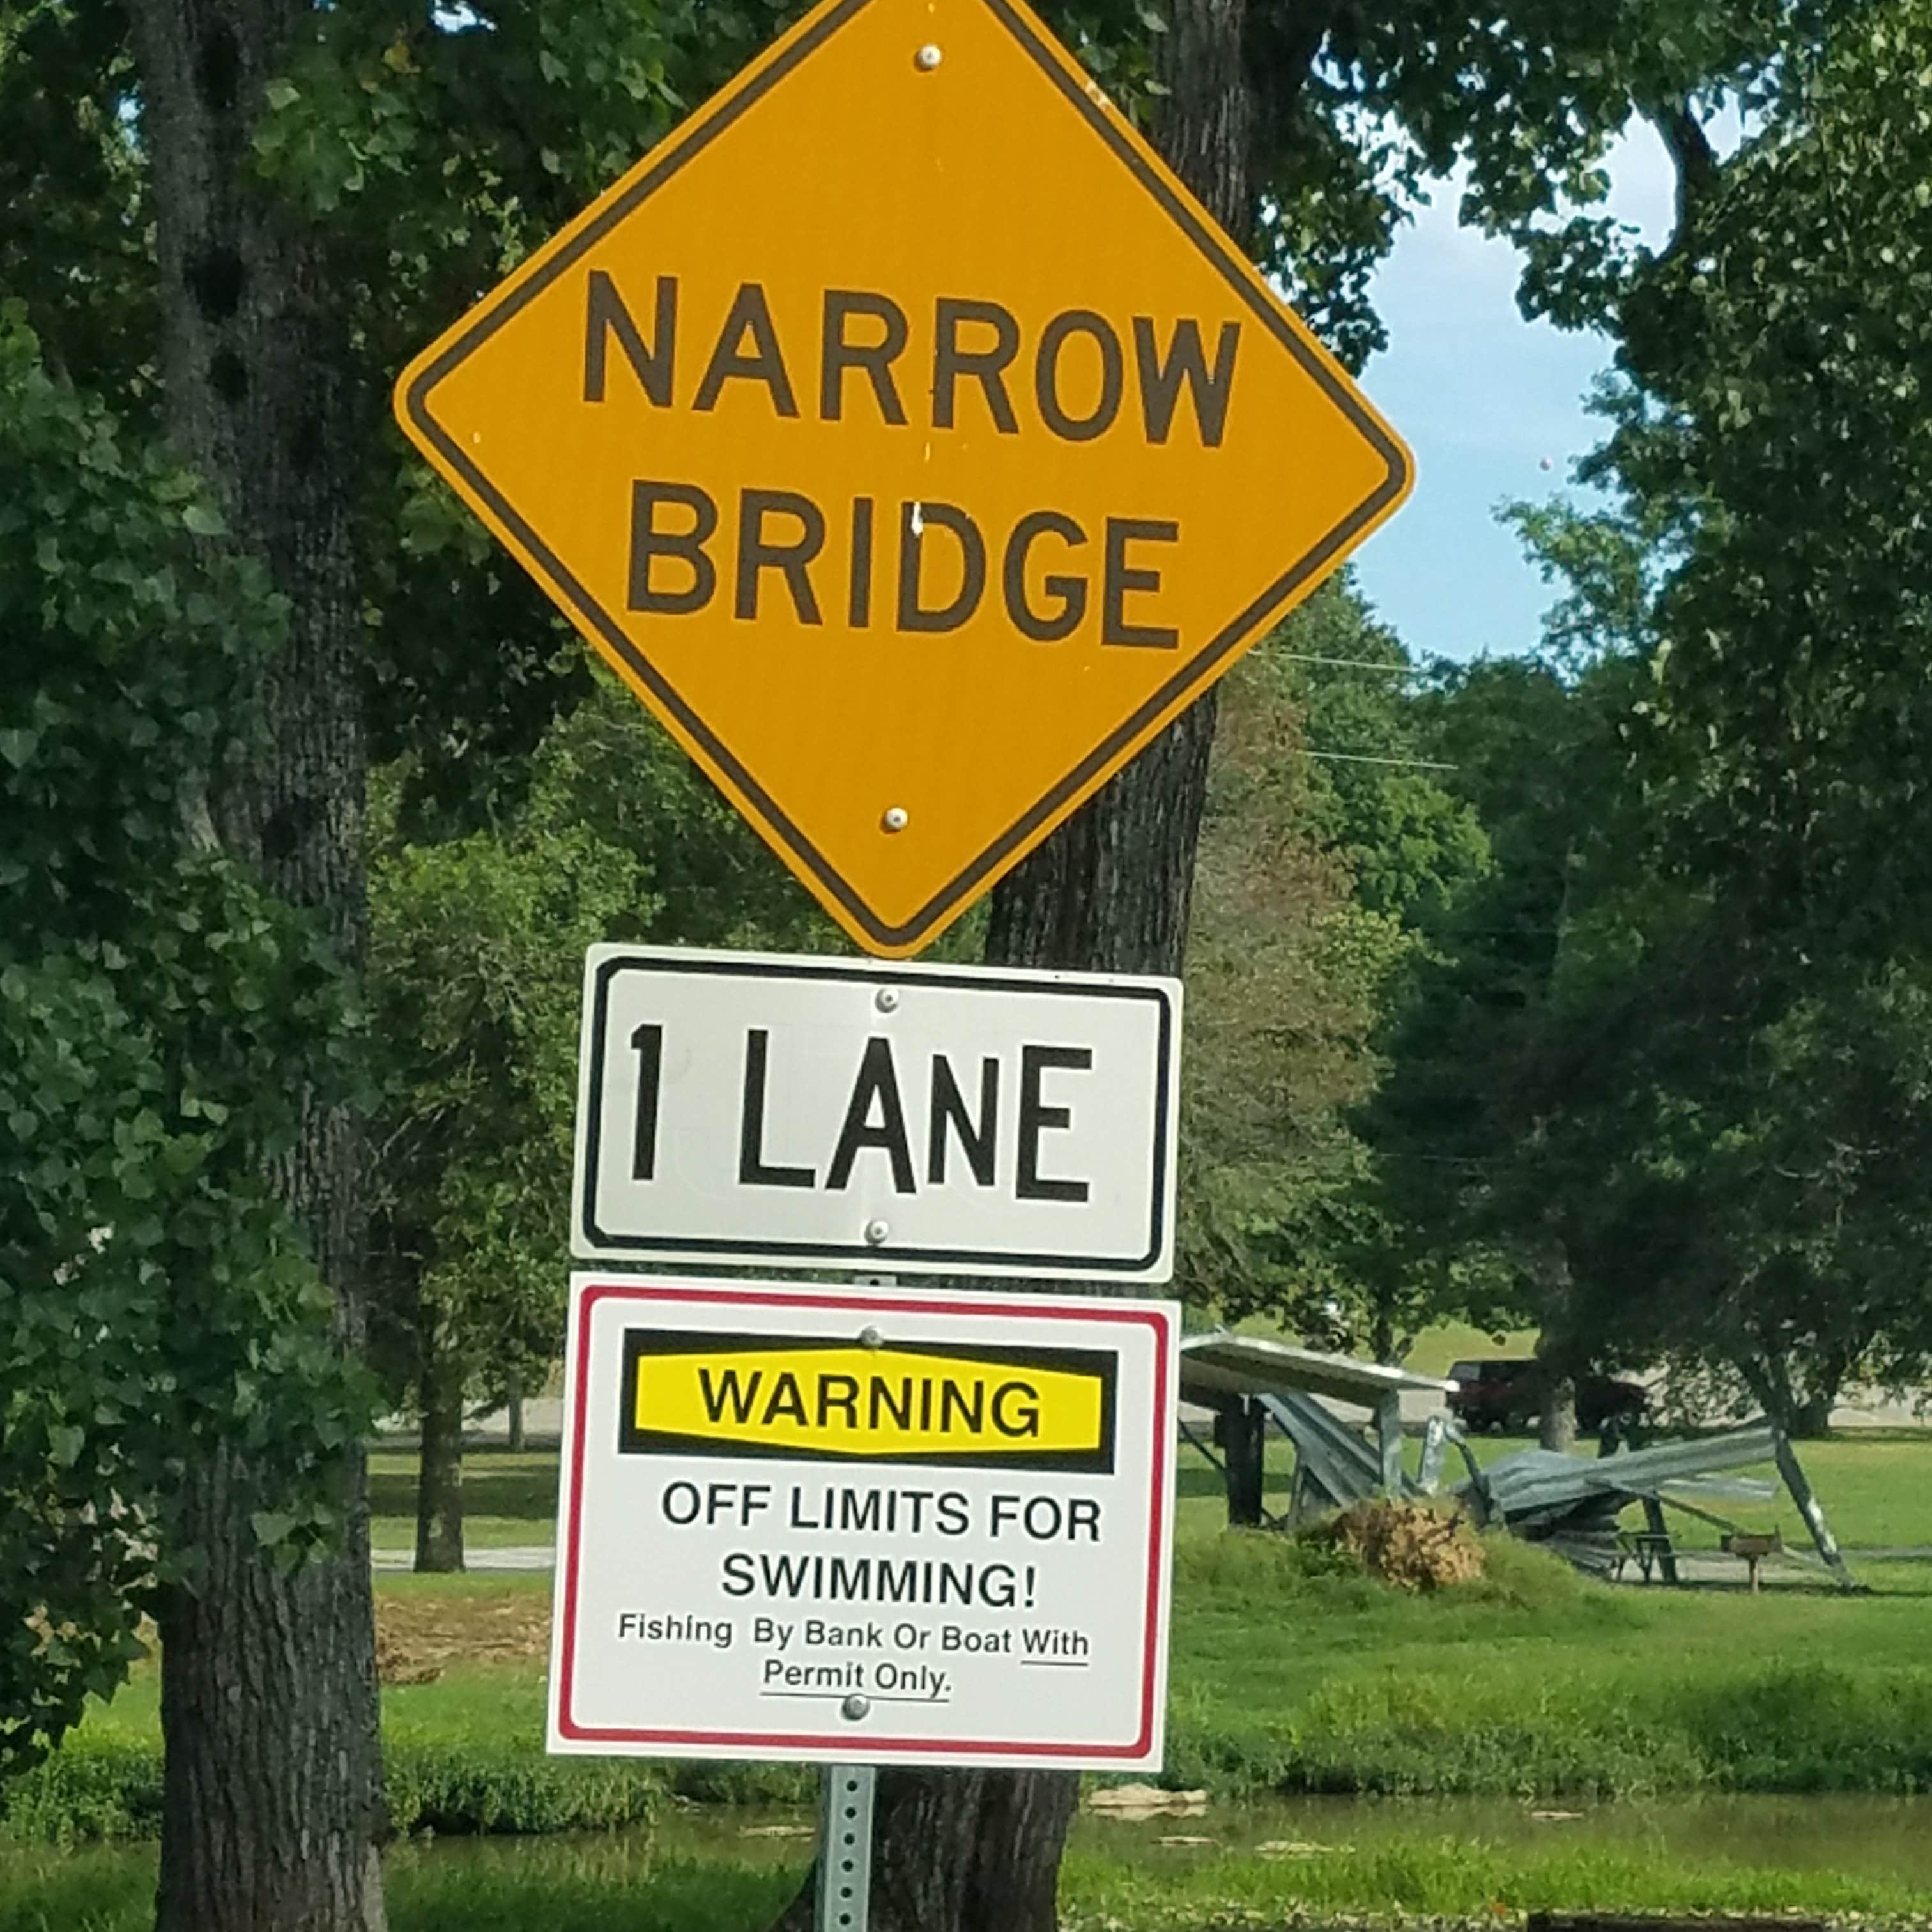 NARROW
BRIDGE
1 LANE
WARNING
OFF LIMITS FOR
SWIMMING!
Fishing By Bank Or Boat With
Permit Only.